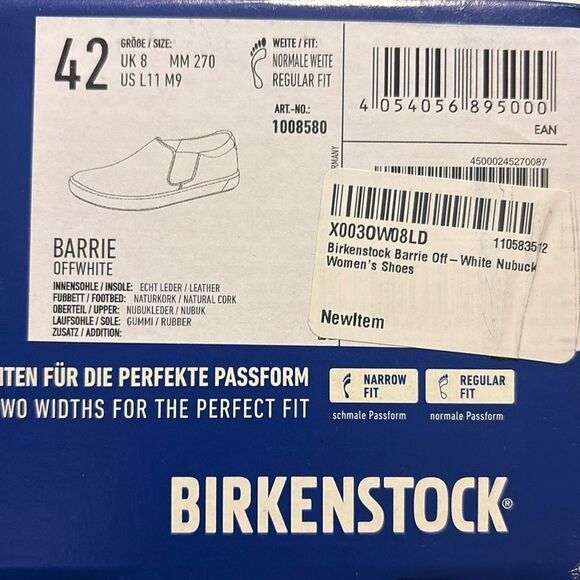 42
GRÖßE / SIZE:
UK 8 MM 270
US L11 M9
WEITE / FIT:
NORMALE WEITE
REGULAR FIT
ART.-NO.:
1008580
4 054056 895000
EAN
45000245270087
GERMANY
X003OW08LD
110583512
Birkenstock Barrie Off-White Nubuck
Women's Shoes
NewItem
BARRIE
OFFWHITE
INNENSOHLE / INSOLE: ECHT LEDER / LEATHER
FUßBETT / FOOTBED: NATURKORK / NATURAL CORK
OBERTEIL / UPPER: NUBUKLEDER / NUBUK
LAUFSOHLE / SOLE: GUMMI / RUBBER
ZUSATZ / ADDITION:
ITEN FÜR DIE PERFEKTE PASSFORM
WO WIDTHS FOR THE PERFECT FIT
NARROW
FIT
schmale Passform
REGULAR
FIT
normale Passform
BIRKENSTOCK®